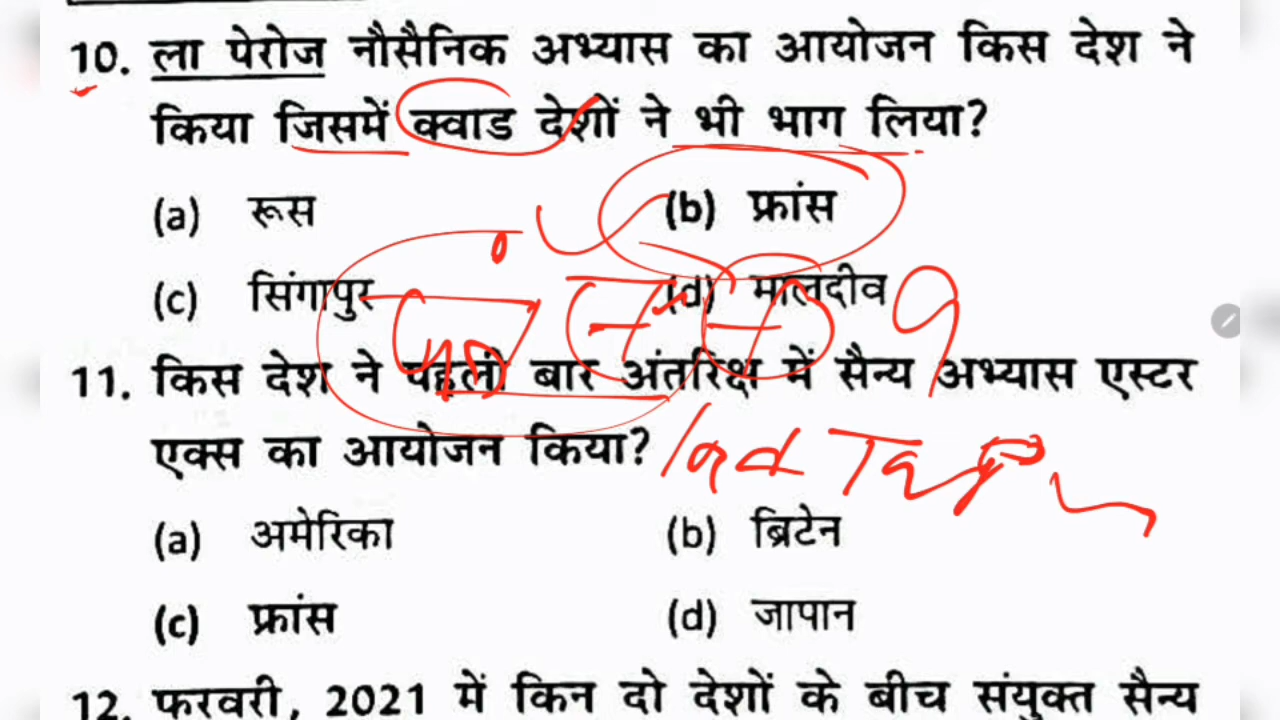 10. ला पेरोज नौसैनिक अभ्यास का आयोजन किस देश ने
किया जिसमें क्वाड देशों ने भी भाग लिया?
(a) रूस (b) फ्रांस
(c) सिंगापुर (d) मालदीव
11. किस देश ने पहली बार अंतरिक्ष में सैन्य अभ्यास एस्टर
एक्स का आयोजन किया?
(a) अमेरिका (b) ब्रिटेन
(c) फ्रांस (d) जापान
12. फरवरी, 2021 में किन दो देशों के बीच संयुक्त सैन्य